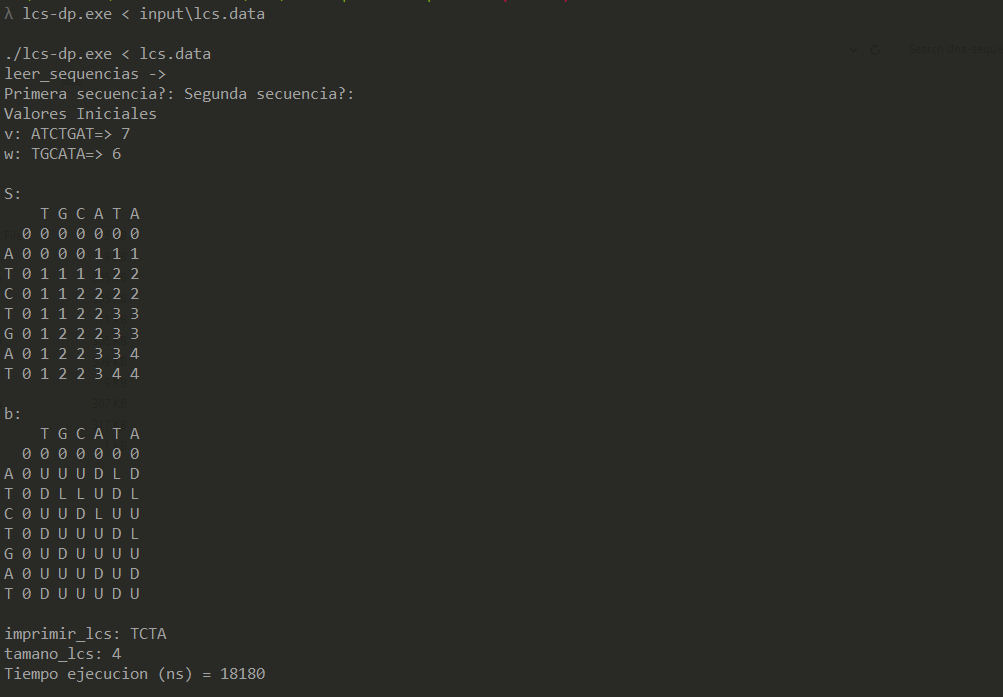 λ lcs-dp.exe < input\lcs.data
./lcs-dp.exe < lcs.data
leer_sequencias ->
Primera secuencia?: Segunda secuencia?:
Valores Iniciales
v: ATCTGAT=> 7
w: TGCATA=> 6
S:
T G C A T A
0 0 0 0 0 0 0
A 0 0 0 0 1 1 1
T 0 1 1 1 1 2 2
C 0 1 1 2 2 2 2
T 0 1 1 2 2 3 3
G 0 1 2 2 2 3 3
A 0 1 2 2 3 3 4
T 0 1 2 2 3 4 4
b:
T G C A T A
0 0 0 0 0 0 0
A 0 U U U D L D
T 0 D L L U D L
C 0 U U D L U U
T 0 D U U U D L
G 0 U D U U U U
A 0 U U U D U D
T 0 D U U U D U
imprimir_lcs: TCTA
tamano_lcs: 4
Tiempo ejecucion (ns) = 18180